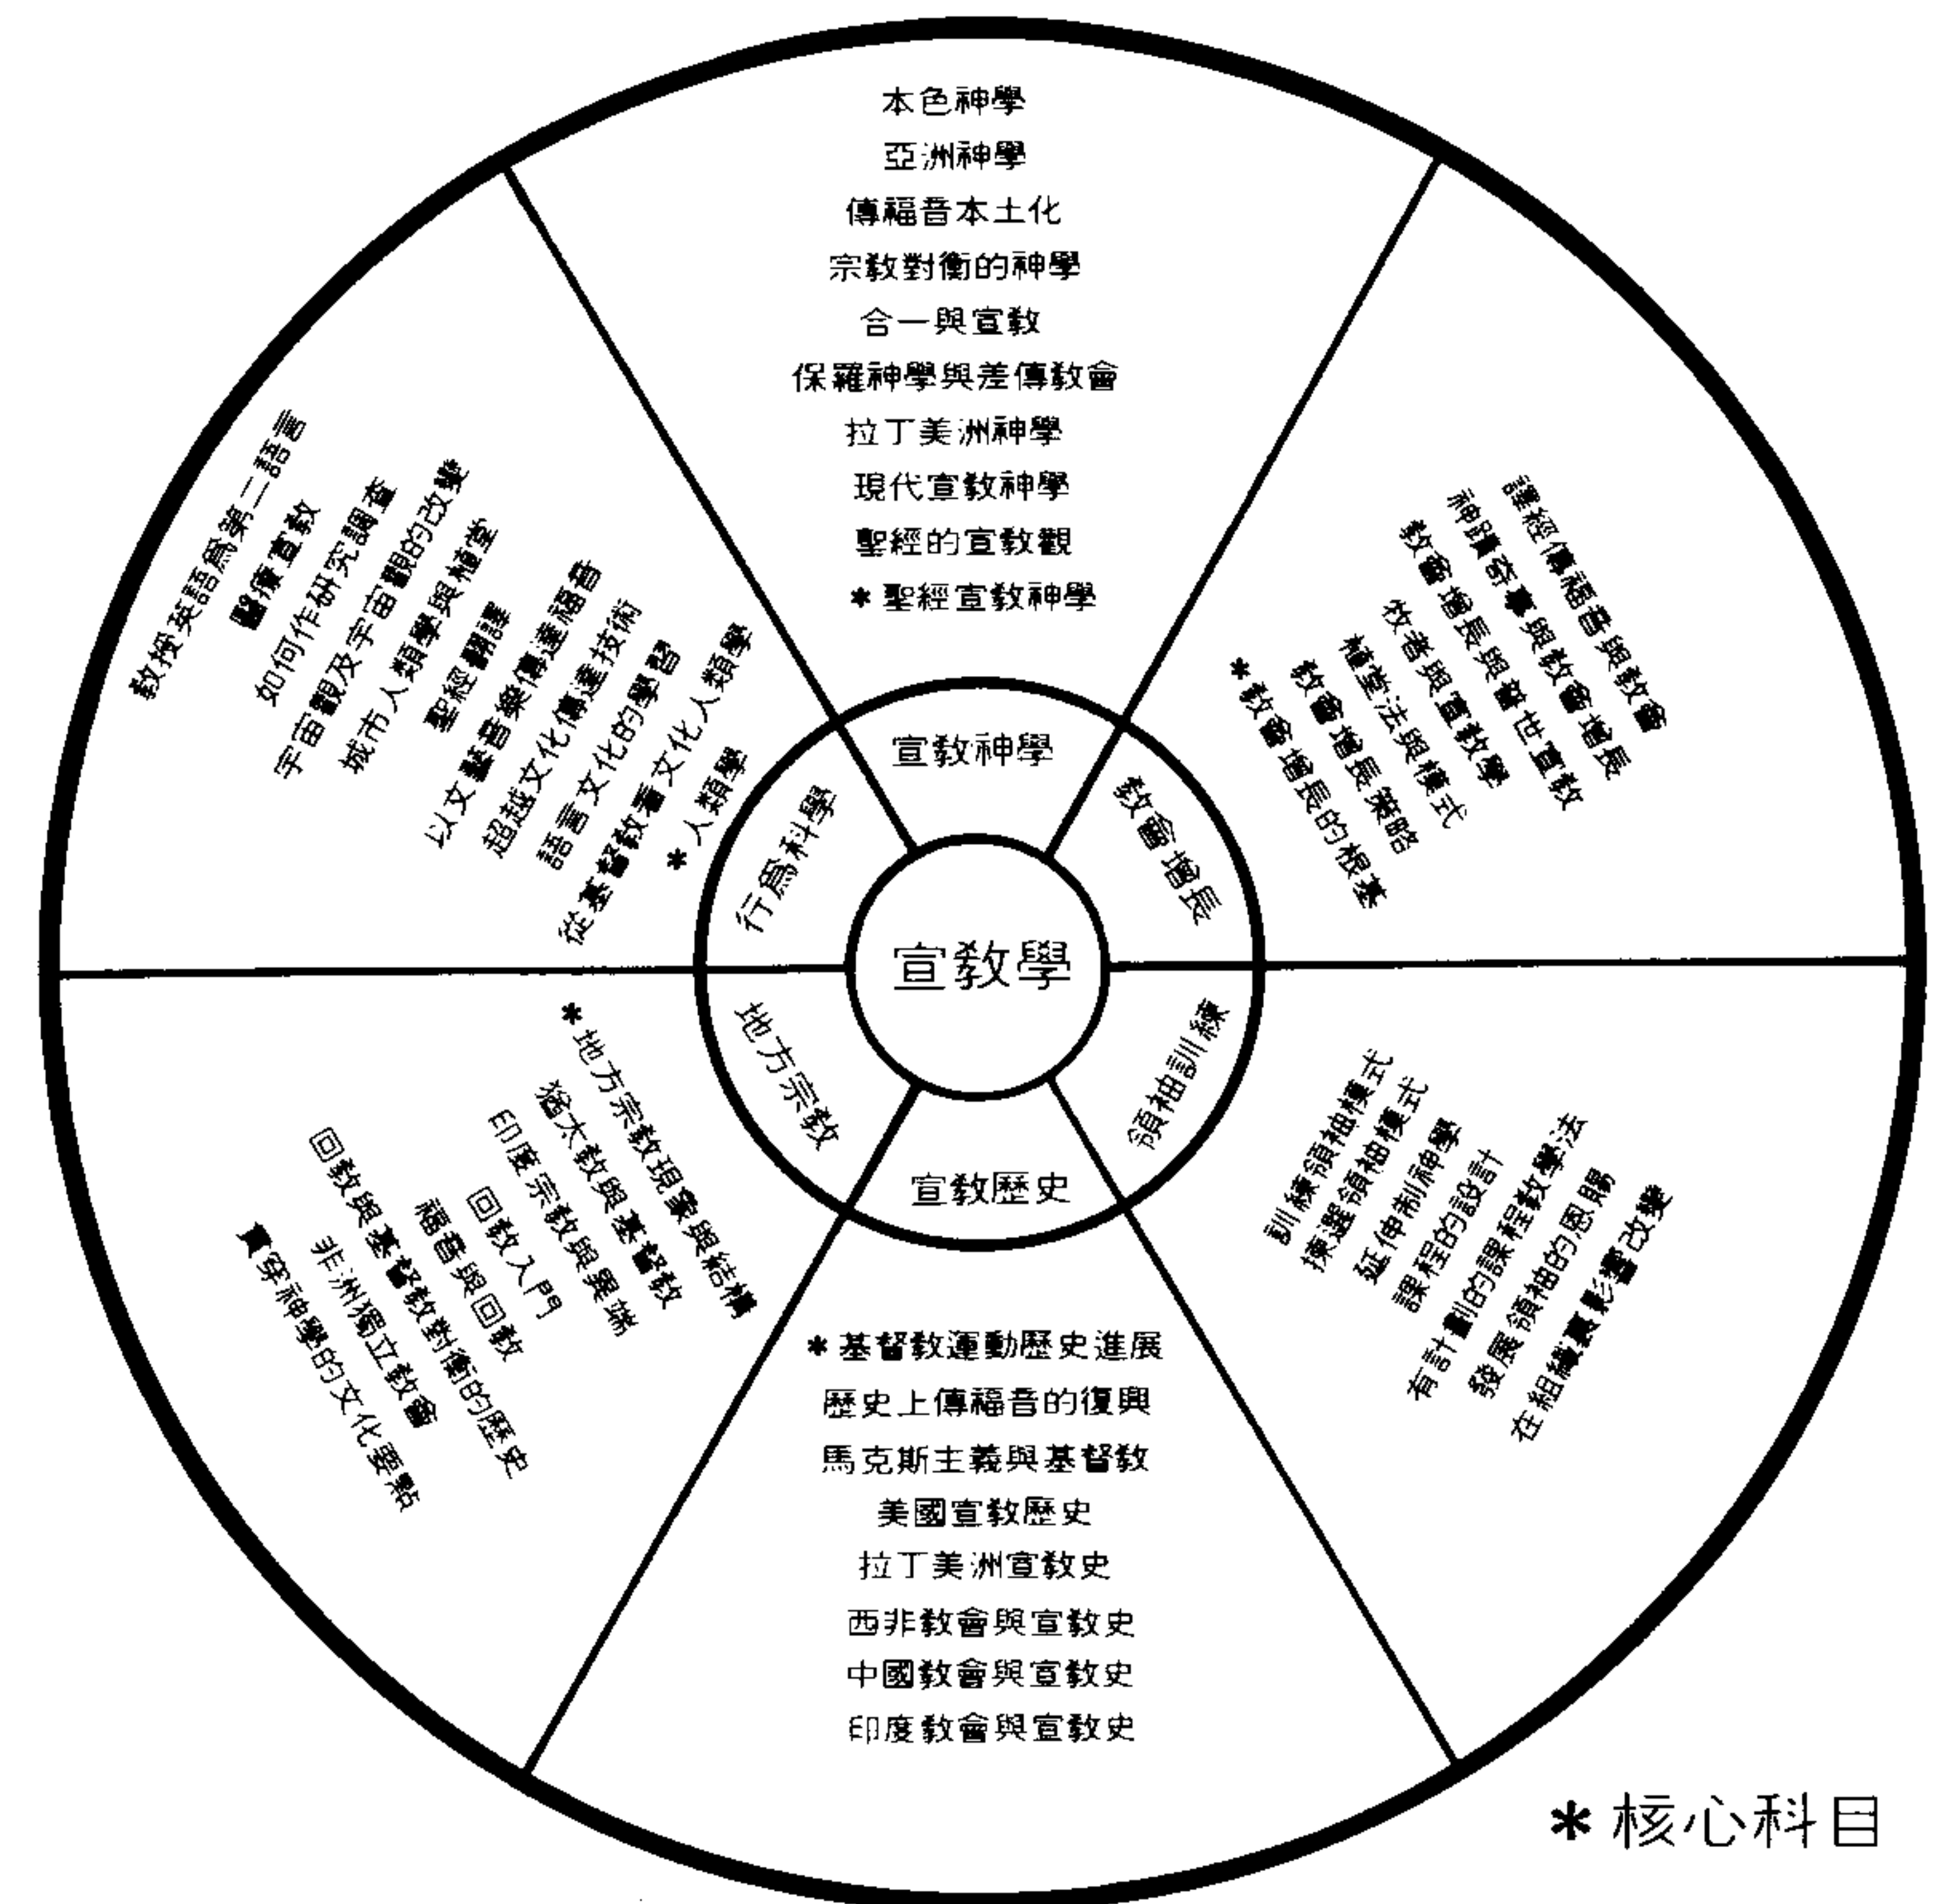 宣教學
宣教神學
本色神學
亞洲神學
傳福音本土化
宗教對衡的神學
合一與宣教
保羅神學與差傳教會
拉丁美洲神學
現代宣教神學
聖經的宣教觀
* 聖經宣教神學
教會增長
譯經傳福音與教會
神蹟奇事與教會增長
教會增長與普世宣教
牧者與宣教學
植堂法與模式
教會增長策略
* 教會增長的根基
領袖訓練
訓練領袖模式
揀選領袖模式
延伸制神學
課程的設計
有計劃的課程教學法
發展領袖的恩賜
在組織裏影響改變
宣教歷史
* 基督教運動歷史進展
歷史上傳福音的復興
馬克斯主義與基督教
美國宣教歷史
拉丁美洲宣教史
西非教會與宣教史
中國教會與宣教史
印度教會與宣教史
地方宗教
* 地方宗教現象與結構
猶太教與基督教
印度宗教與異端
回教入門
福音與回教
回教與基督教對衡的歷史
非洲獨立教會
貫穿神學的文化要點
行爲科學
教授英語爲第二語言
醫療宣教
如何作研究調查
宇宙觀及宇宙觀的改變
城市人類學與植堂
聖經翻譯
以文藝音樂傳達福音
超越文化傳達技術
語言文化的學習
從基督教看文化人類學
* 人類學
* 核心科目